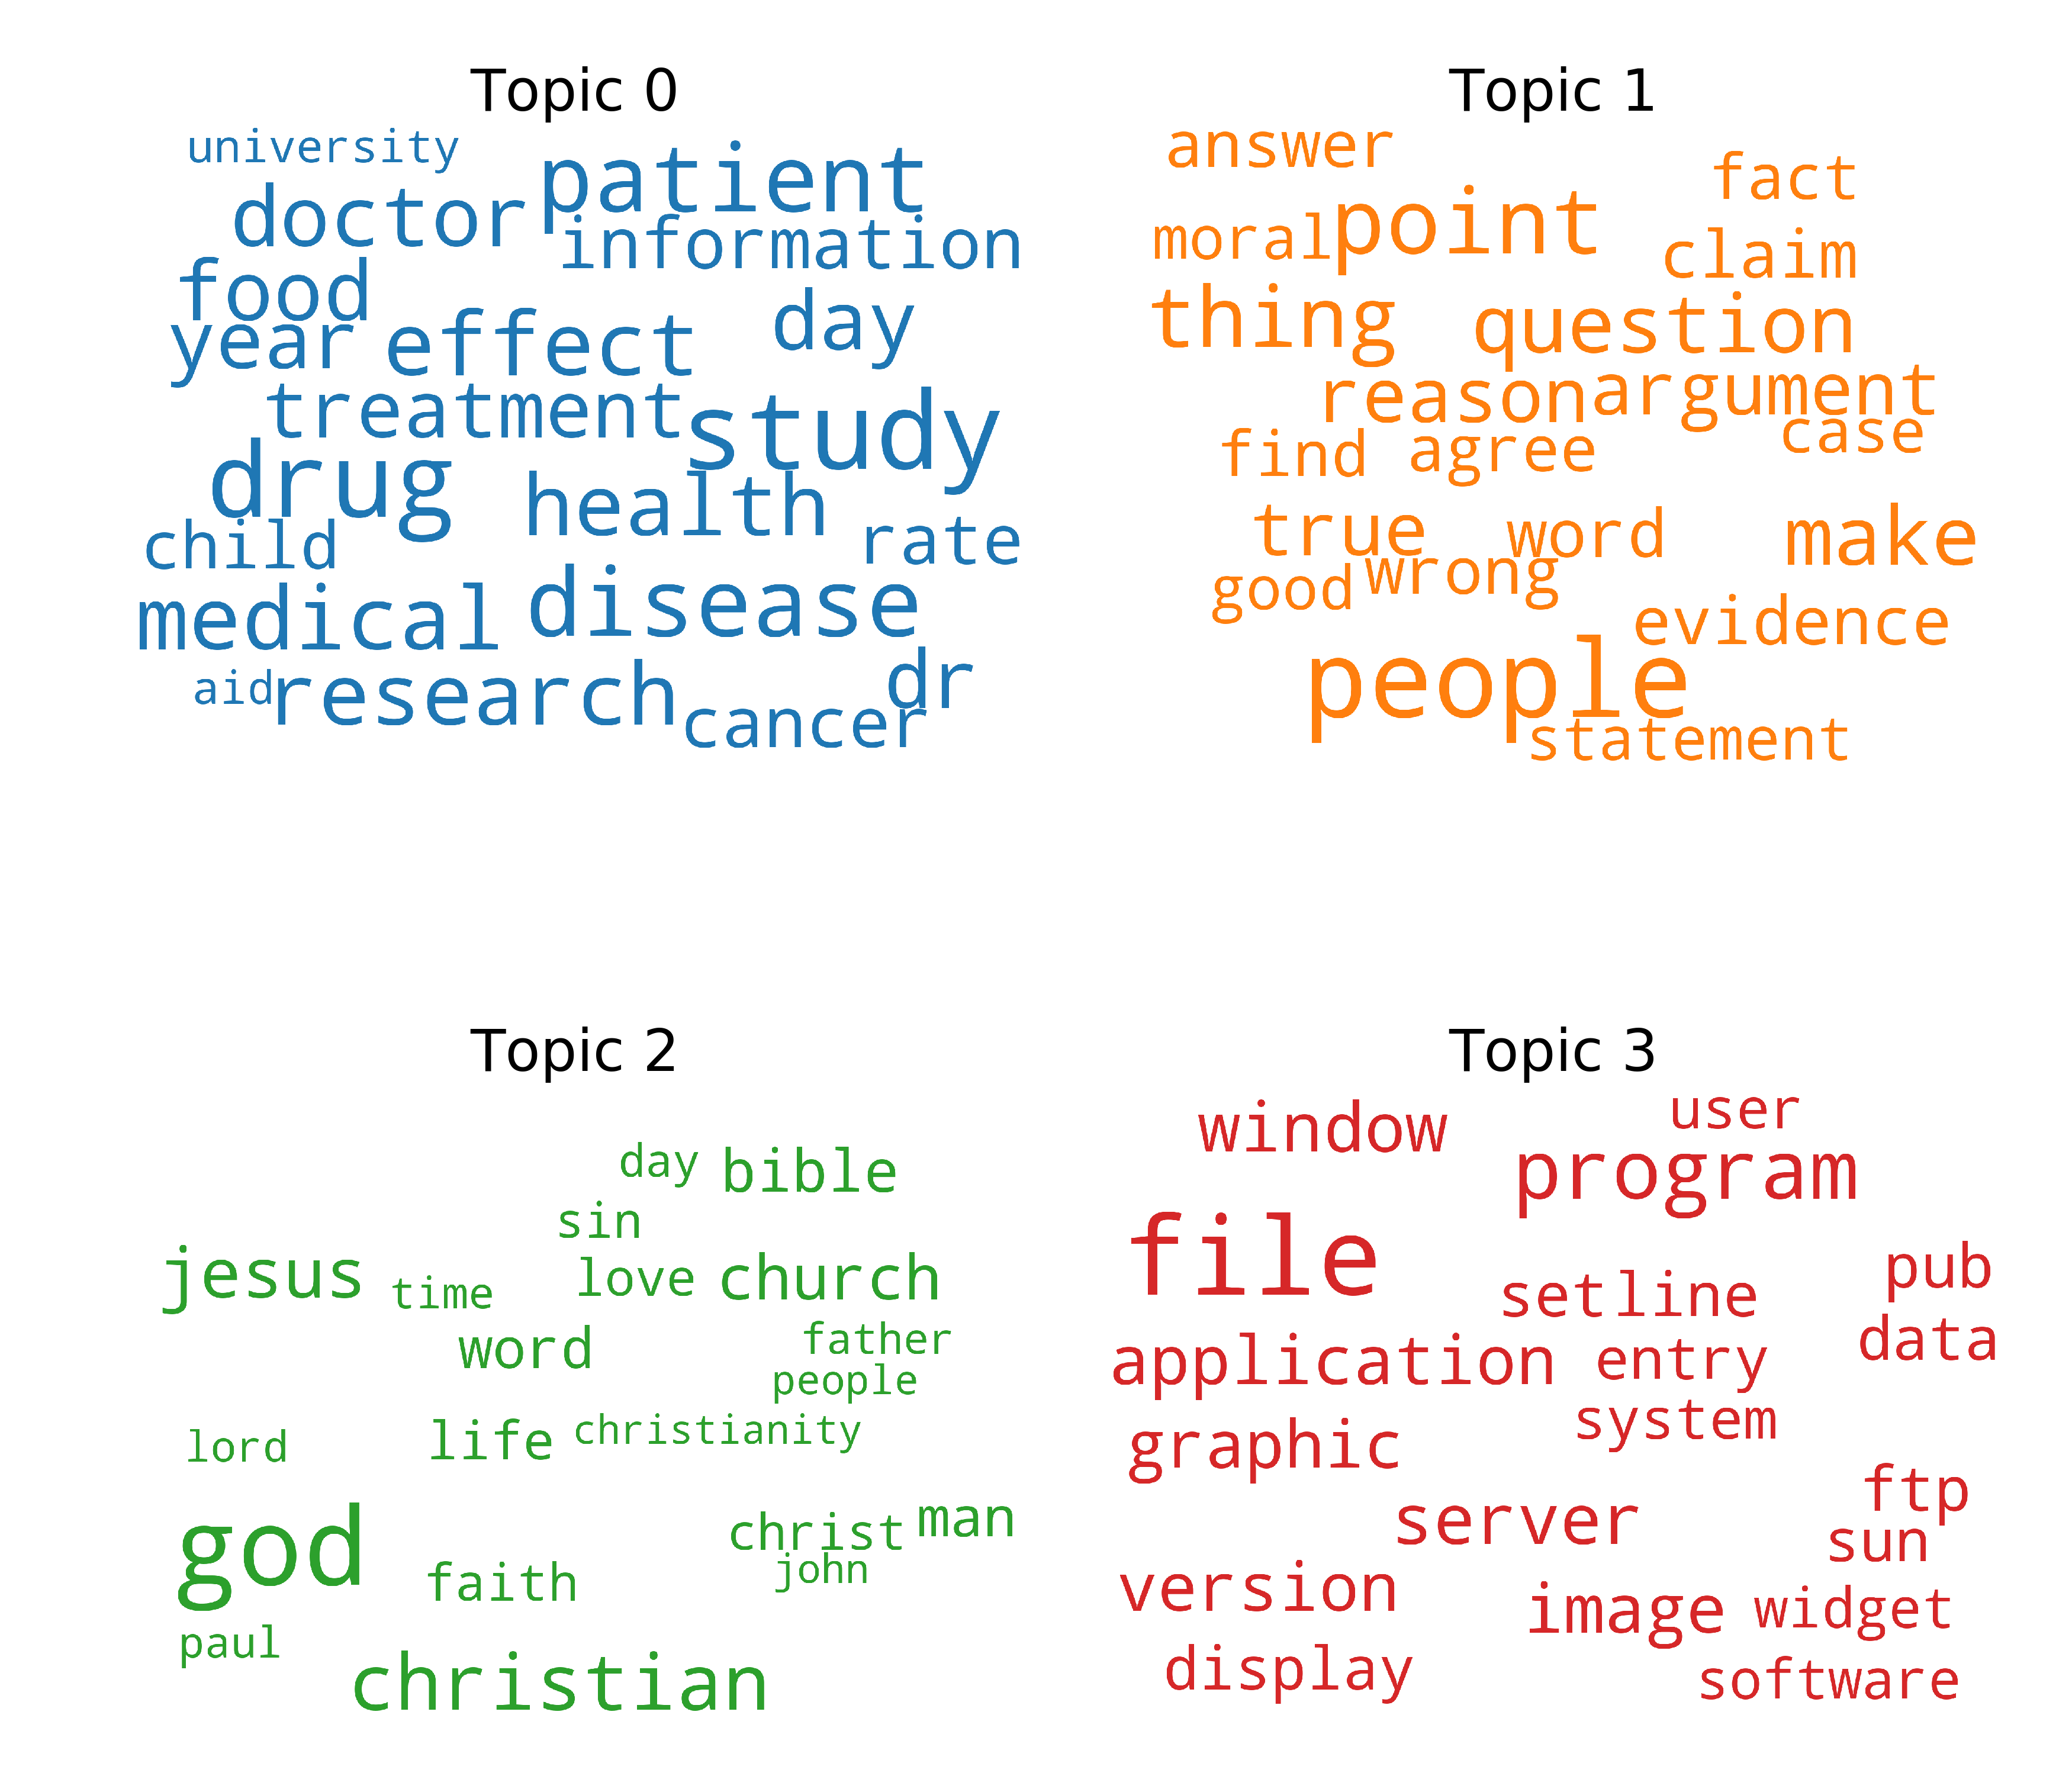 Topic 0
university
patient
doctor
information
food
day
year effect
treatment
study
drug
health
child
rate
medical
disease
aid
research
dr
cancer
Topic 1
answer
fact
moral
point
claim
thing
question
reason
argument
case
find
agree
true
word
make
good
wrong
evidence
people
statement
Topic 2
day
bible
sin
jesus
time
love
church
word
father
people
lord
life
christianity
god
christ
man
john
faith
paul
christian
Topic 3
window
user
program
file
set
line
pub
application
entry
data
graphic
system
server
ftp
sun
version
image
widget
display
software